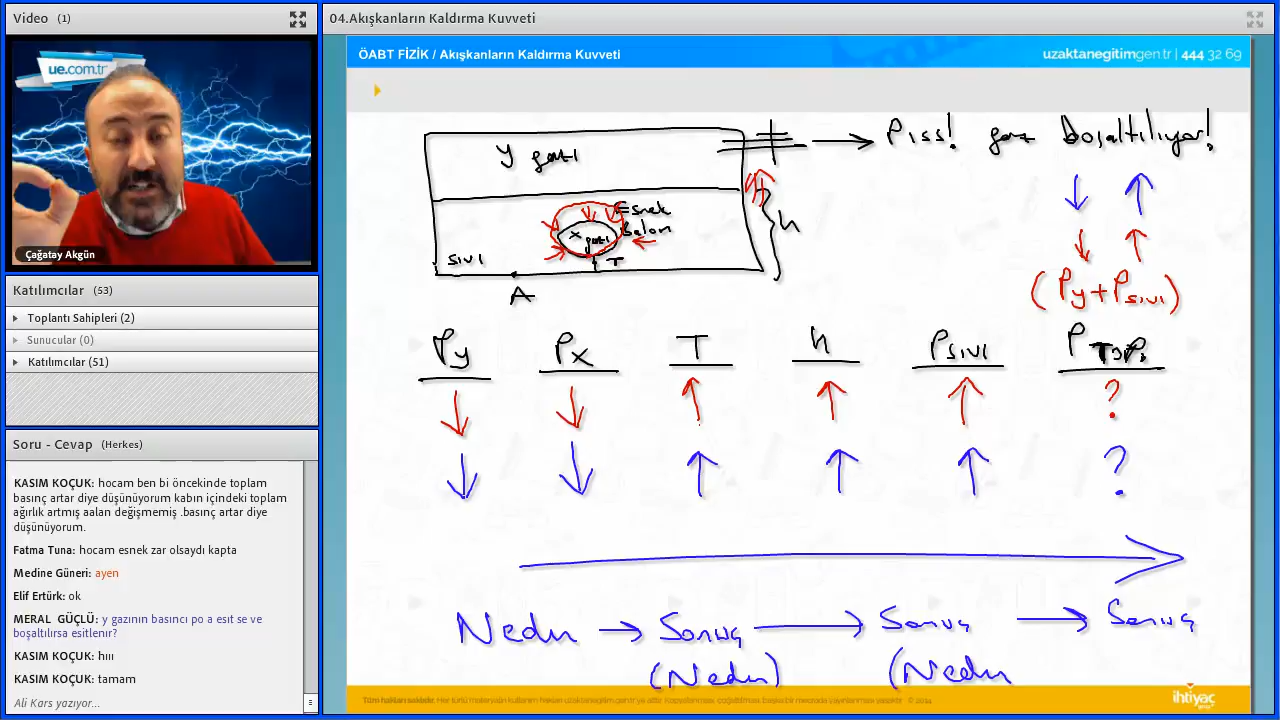 Video (1)
ue.com.tr
Çağatay Akgün
Katılımcılar (53)
Toplantı Sahipleri (2)
Sunucular (0)
Katılımcılar (51)
Soru - Cevap (Herkes)
KASIM KOÇUK: hocam ben bi öncekinde toplam
basınç artar diye düşünüyorum kabın içindeki toplam
ağırlık artmış aalan değişmemiş .basınç artar diye
düşünüyorum.
Fatma Tuna: hocam esnek zar olsaydı kapta
Medine Güneri: ayen
Elif Ertürk: ok
MERAL GÜÇLÜ: y gazının basıncı po a esıt se ve
boşaltılırsa esitlenir?
KASIM KOÇUK: hııı
KASIM KOÇUK: tamam
Ali Kars yazıyor...
04.Akışkanların Kaldırma Kuvveti
ÖABT FİZİK / Akışkanların Kaldırma Kuvveti
uzaktanegitimgen.tr | 444 32 69
y gazı
Pıss! gaz boşaltılıyor!
Esnek
Balon
x gazı
sıvı
T
h
A
(Py+Psıvı)
Py Px T h Psıvı PTop
? 
?
Neden → Sonuç → Sonuç → Sonuç
(Neden) (Neden
ihtiyaç